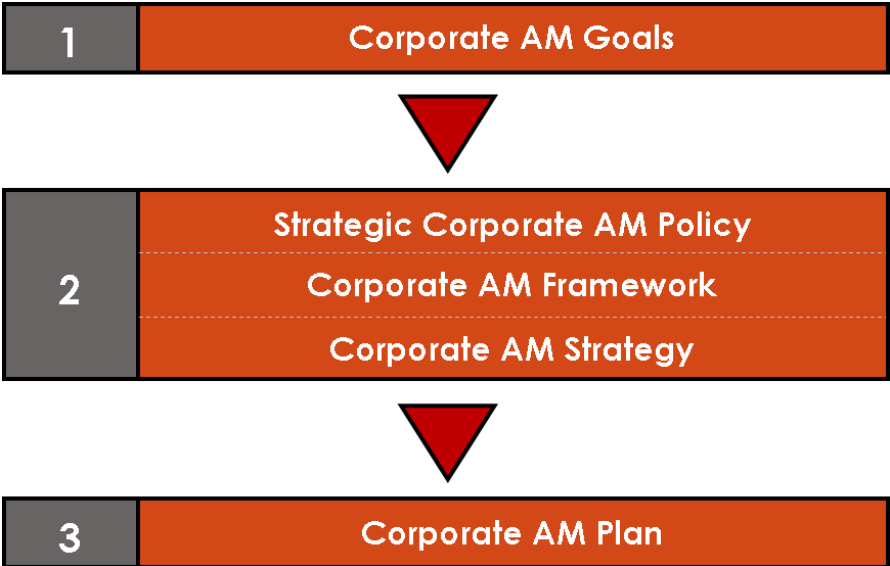 1
Corporate AM Goals
2
Strategic Corporate AM Policy
Corporate AM Framework
Corporate AM Strategy
3
Corporate AM Plan